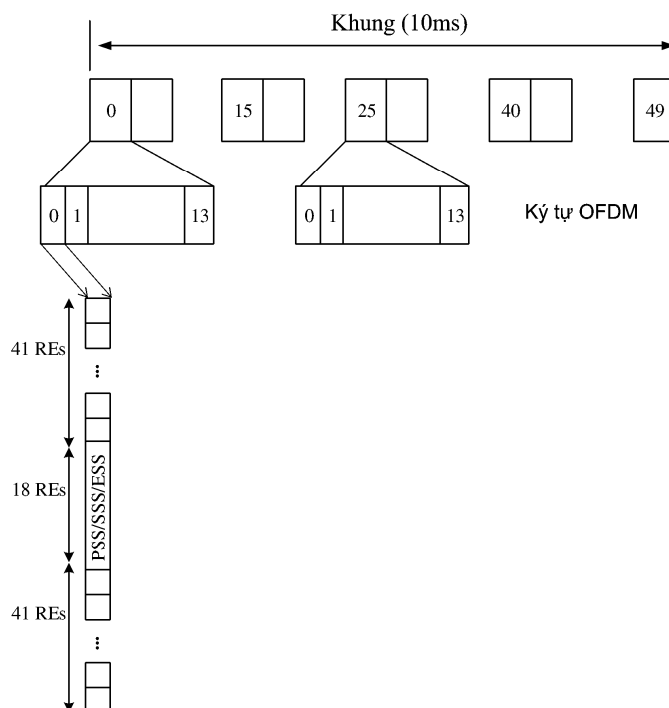 Khung (10ms)
0 15 25 40 49
0 1 13 0 1 13 Ký tự OFDM
41 REs
...
18 REs
PSS/SSS/ESS
41 REs
...